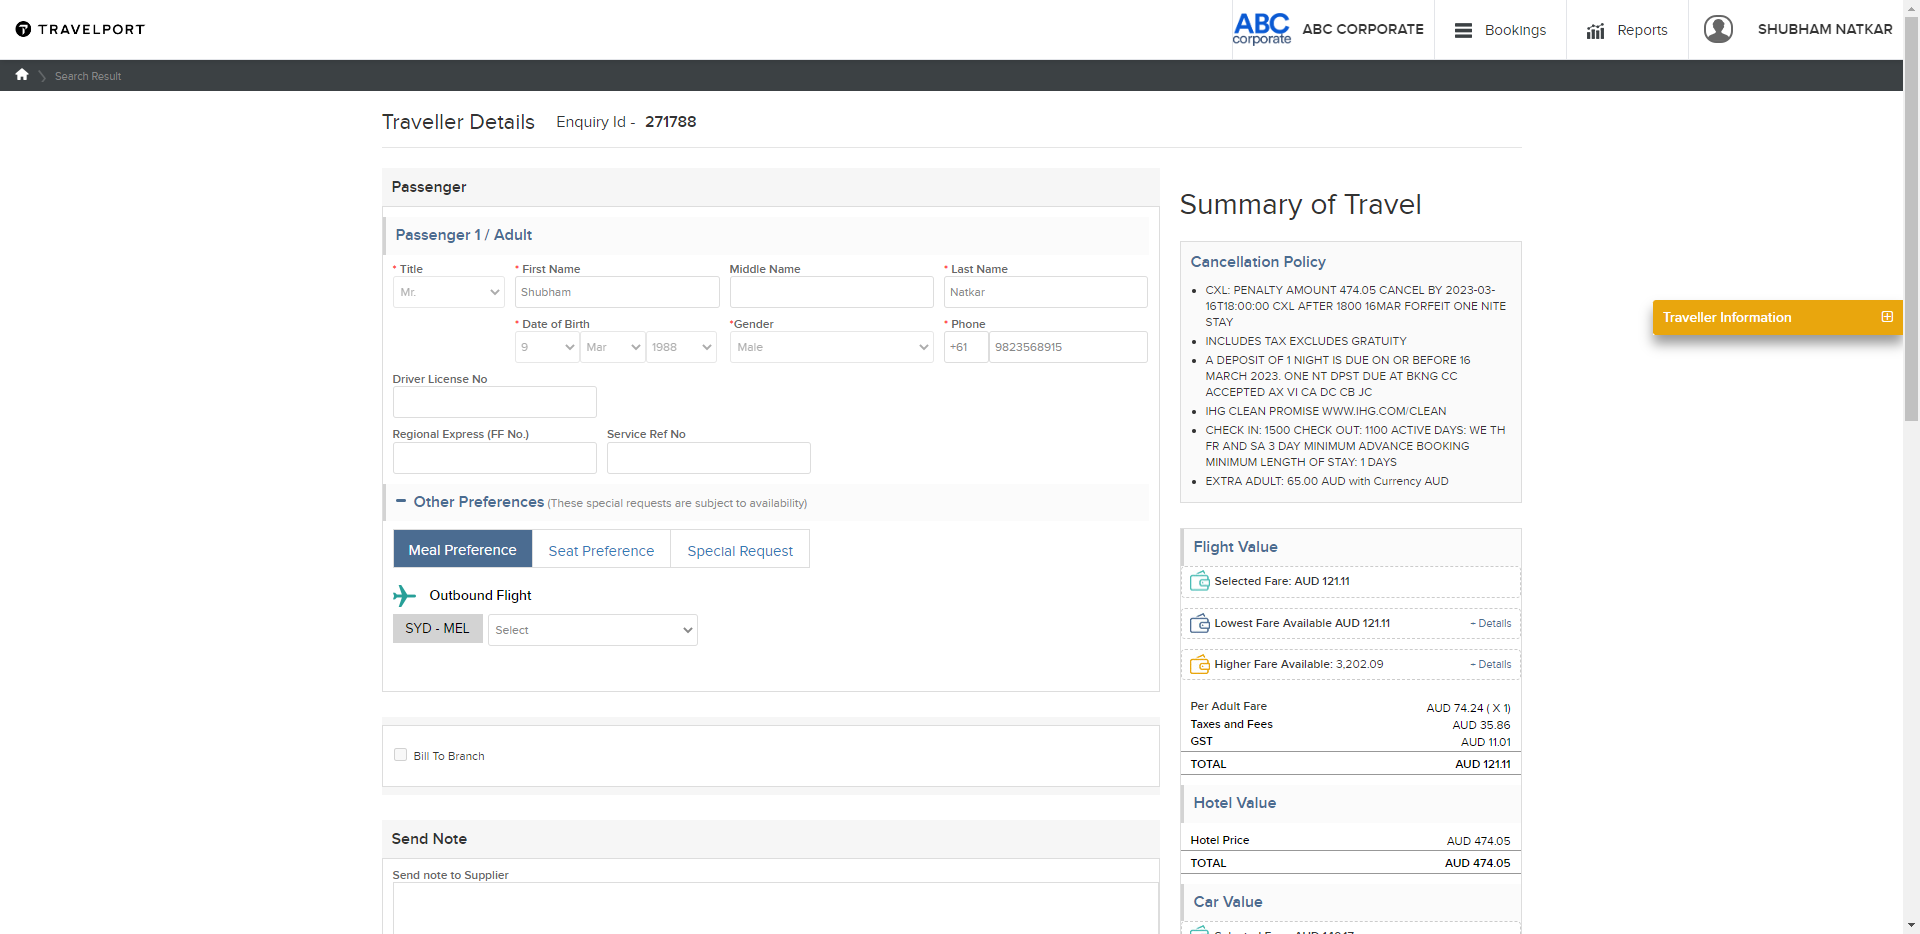 TRAVELPORT
ABC
corporate
ABC CORPORATE
Bookings
Reports
SHUBHAM NATKAR
Search Result
Traveller Details
Enquiry Id - 271788
Passenger
Passenger 1 / Adult
* Title
* First Name
Middle Name
* Last Name
Mr.
Shubham
Natkar
* Date of Birth
*Gender
* Phone
9
Mar
1988
Male
+61
9823568915
Driver License No
Regional Express (FF No.)
Service Ref No
Other Preferences (These special requests are subject to availability)
Meal Preference
Seat Preference
Special Request
Outbound Flight
SYD - MEL
Select
Bill To Branch
Send Note
Send note to Supplier
Summary of Travel
Cancellation Policy
CXL: PENALTY AMOUNT 474.05 CANCEL BY 2023-03-
16T18:00:00 CXL AFTER 1800 16MAR FORFEIT ONE NITE
STAY
INCLUDES TAX EXCLUDES GRATUITY
A DEPOSIT OF 1 NIGHT IS DUE ON OR BEFORE 16
MARCH 2023. ONE NT DPST DUE AT BKNG CC
ACCEPTED AX VI CA DC CB JC
IHG CLEAN PROMISE WWW.IHG.COM/CLEAN
CHECK IN: 1500 CHECK OUT: 1100 ACTIVE DAYS: WE TH
FR AND SA 3 DAY MINIMUM ADVANCE BOOKING
MINIMUM LENGTH OF STAY: 1 DAYS
EXTRA ADULT: 65.00 AUD with Currency AUD
Flight Value
Selected Fare: AUD 121.11
Lowest Fare Available AUD 121.11
+ Details
Higher Fare Available: 3,202.09
+ Details
Per Adult Fare
AUD 74.24 ( X 1)
Taxes and Fees
AUD 35.86
GST
AUD 11.01
TOTAL
AUD 121.11
Hotel Value
Hotel Price
AUD 474.05
TOTAL
AUD 474.05
Car Value
Traveller Information